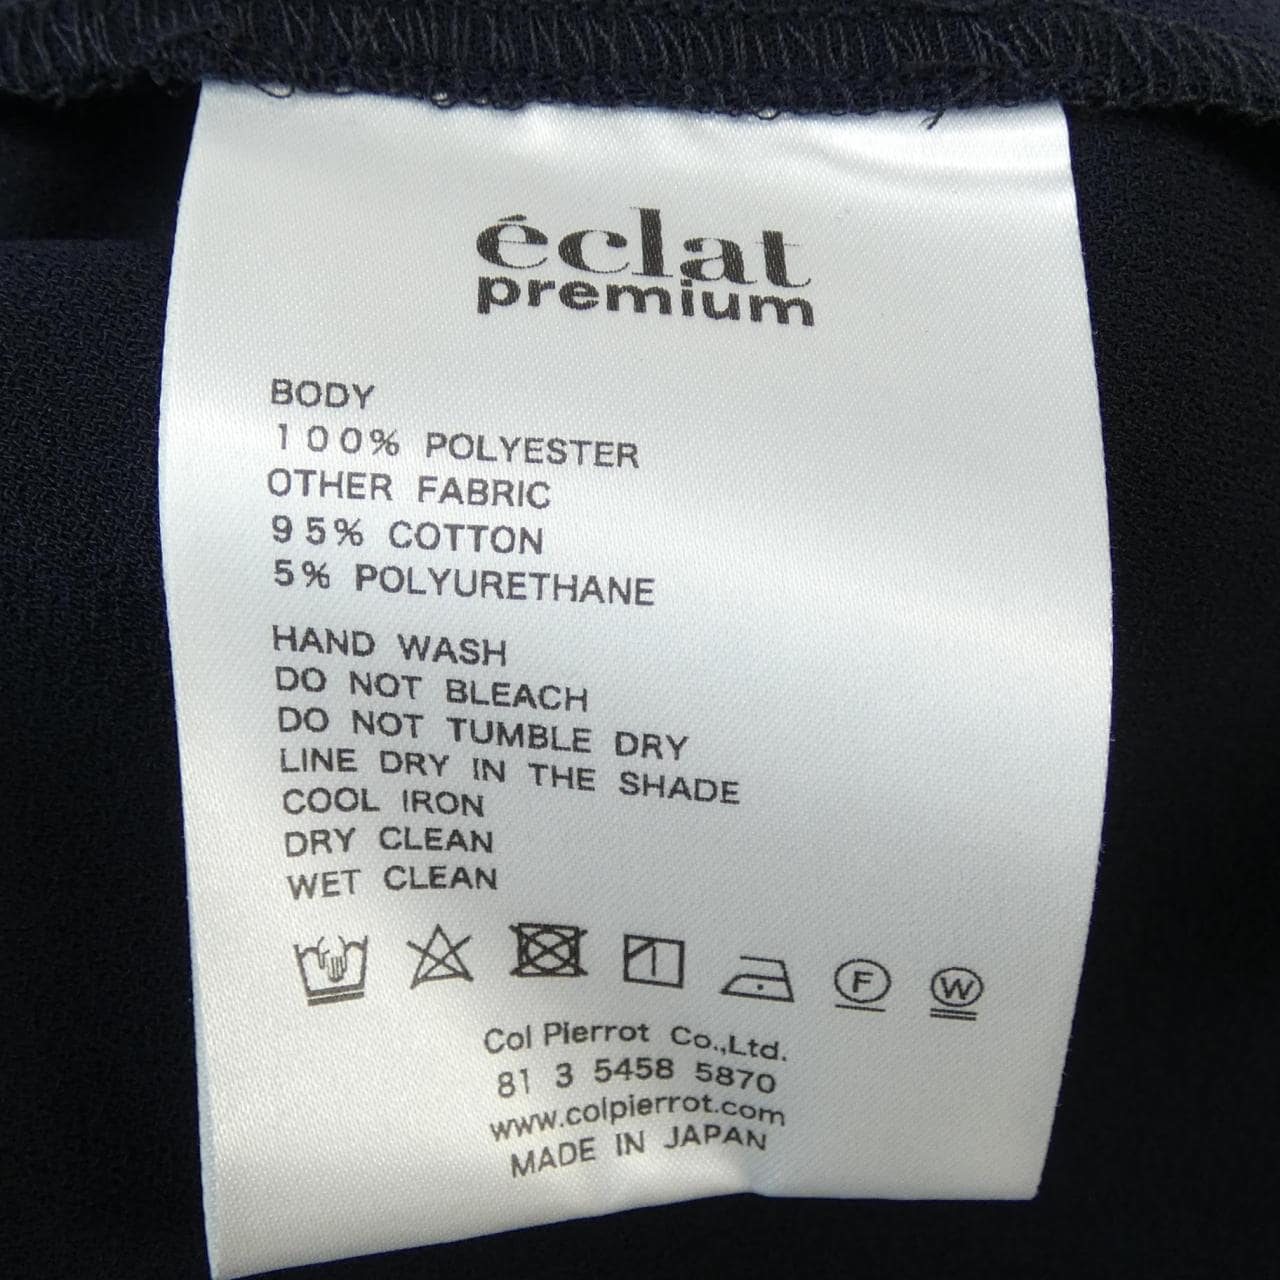 éclat
premium
BODY
100% POLYESTER
OTHER FABRIC
95% COTTON
5% POLYURETHANE
HAND WASH
DO NOT BLEACH
DO NOT TUMBLE DRY
LINE DRY IN THE SHADE
COOL IRON
DRY CLEAN
WET CLEAN
F W
Col Pierrot Co.,Ltd.
81 3 5458 5870
www.colpierrot.com
MADE IN JAPAN